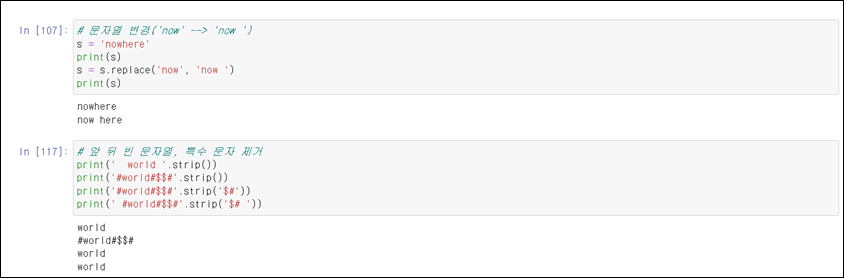 In [107]: # 문자열 변경('now' --> 'now ')
s = 'nowhere'
print(s)
s = s.replace('now', 'now ')
print(s)
nowhere
now here
In [117]: # 앞 뒤 빈 문자열, 특수 문자 제거
print('  world '.strip())
print('#world#$$#'.strip())
print('#world#$$#'.strip('$#'))
print(' #world#$$#'.strip('$# '))
world
#world#$$#
world
world